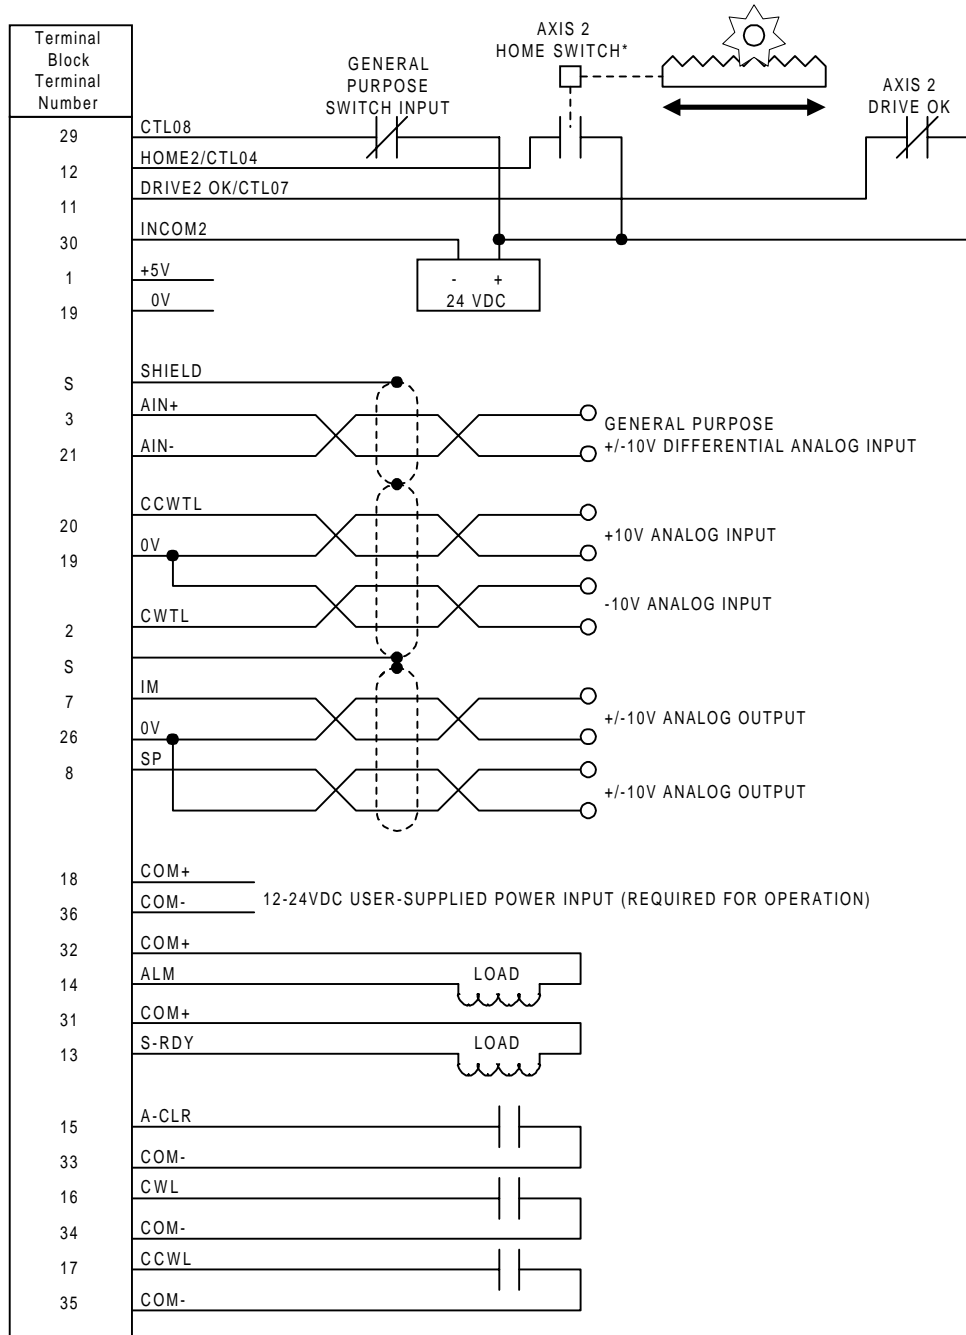 Terminal
Block
Terminal
Number
AXIS 2
HOME SWITCH*
GENERAL
PURPOSE
SWITCH INPUT
AXIS 2
DRIVE OK
29 CTL08
12 HOME2/CTL04
11 DRIVE2 OK/CTL07
30 INCOM2
1 +5V
- +
24 VDC
19 0V
S SHIELD
3 AIN+
GENERAL PURPOSE
21 AIN- +/-10V DIFFERENTIAL ANALOG INPUT
20 CCWTL
+10V ANALOG INPUT
19 0V
-10V ANALOG INPUT
2 CWTL
S
7 IM
+/-10V ANALOG OUTPUT
26 0V
8 SP
+/-10V ANALOG OUTPUT
18 COM+
12-24VDC USER-SUPPLIED POWER INPUT (REQUIRED FOR OPERATION)
36 COM-
32 COM+
14 ALM LOAD
31 COM+
13 S-RDY LOAD
15 A-CLR
33 COM-
16 CWL
34 COM-
17 CCWL
35 COM-